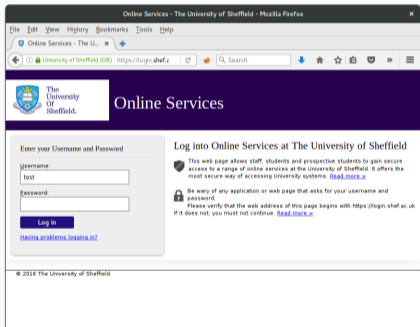 Online Services - The University of Sheffield - Mozilla Firefox
File Edit View History Bookmarks Tools Help
Online Services - The U...
University of Sheffield (GB) https://login.shef.a
Search
The
University
Of
Sheffield.
Online Services
Enter your Username and Password
Username:
test
Password:
Log in
Having problems logging in?
Log into Online Services at The University of Sheffield
This web page allows staff, students and prospective students to gain secure
access to a range of online services at the University of Sheffield. It offers the
most secure way of accessing University systems. Read more »
Be wary of any application or web page that asks for your username and
password.
Please verify that the web address of this page begins with https://login.shef.ac.uk
If it does not, you must not continue. Read more »
© 2016 The University of Sheffield